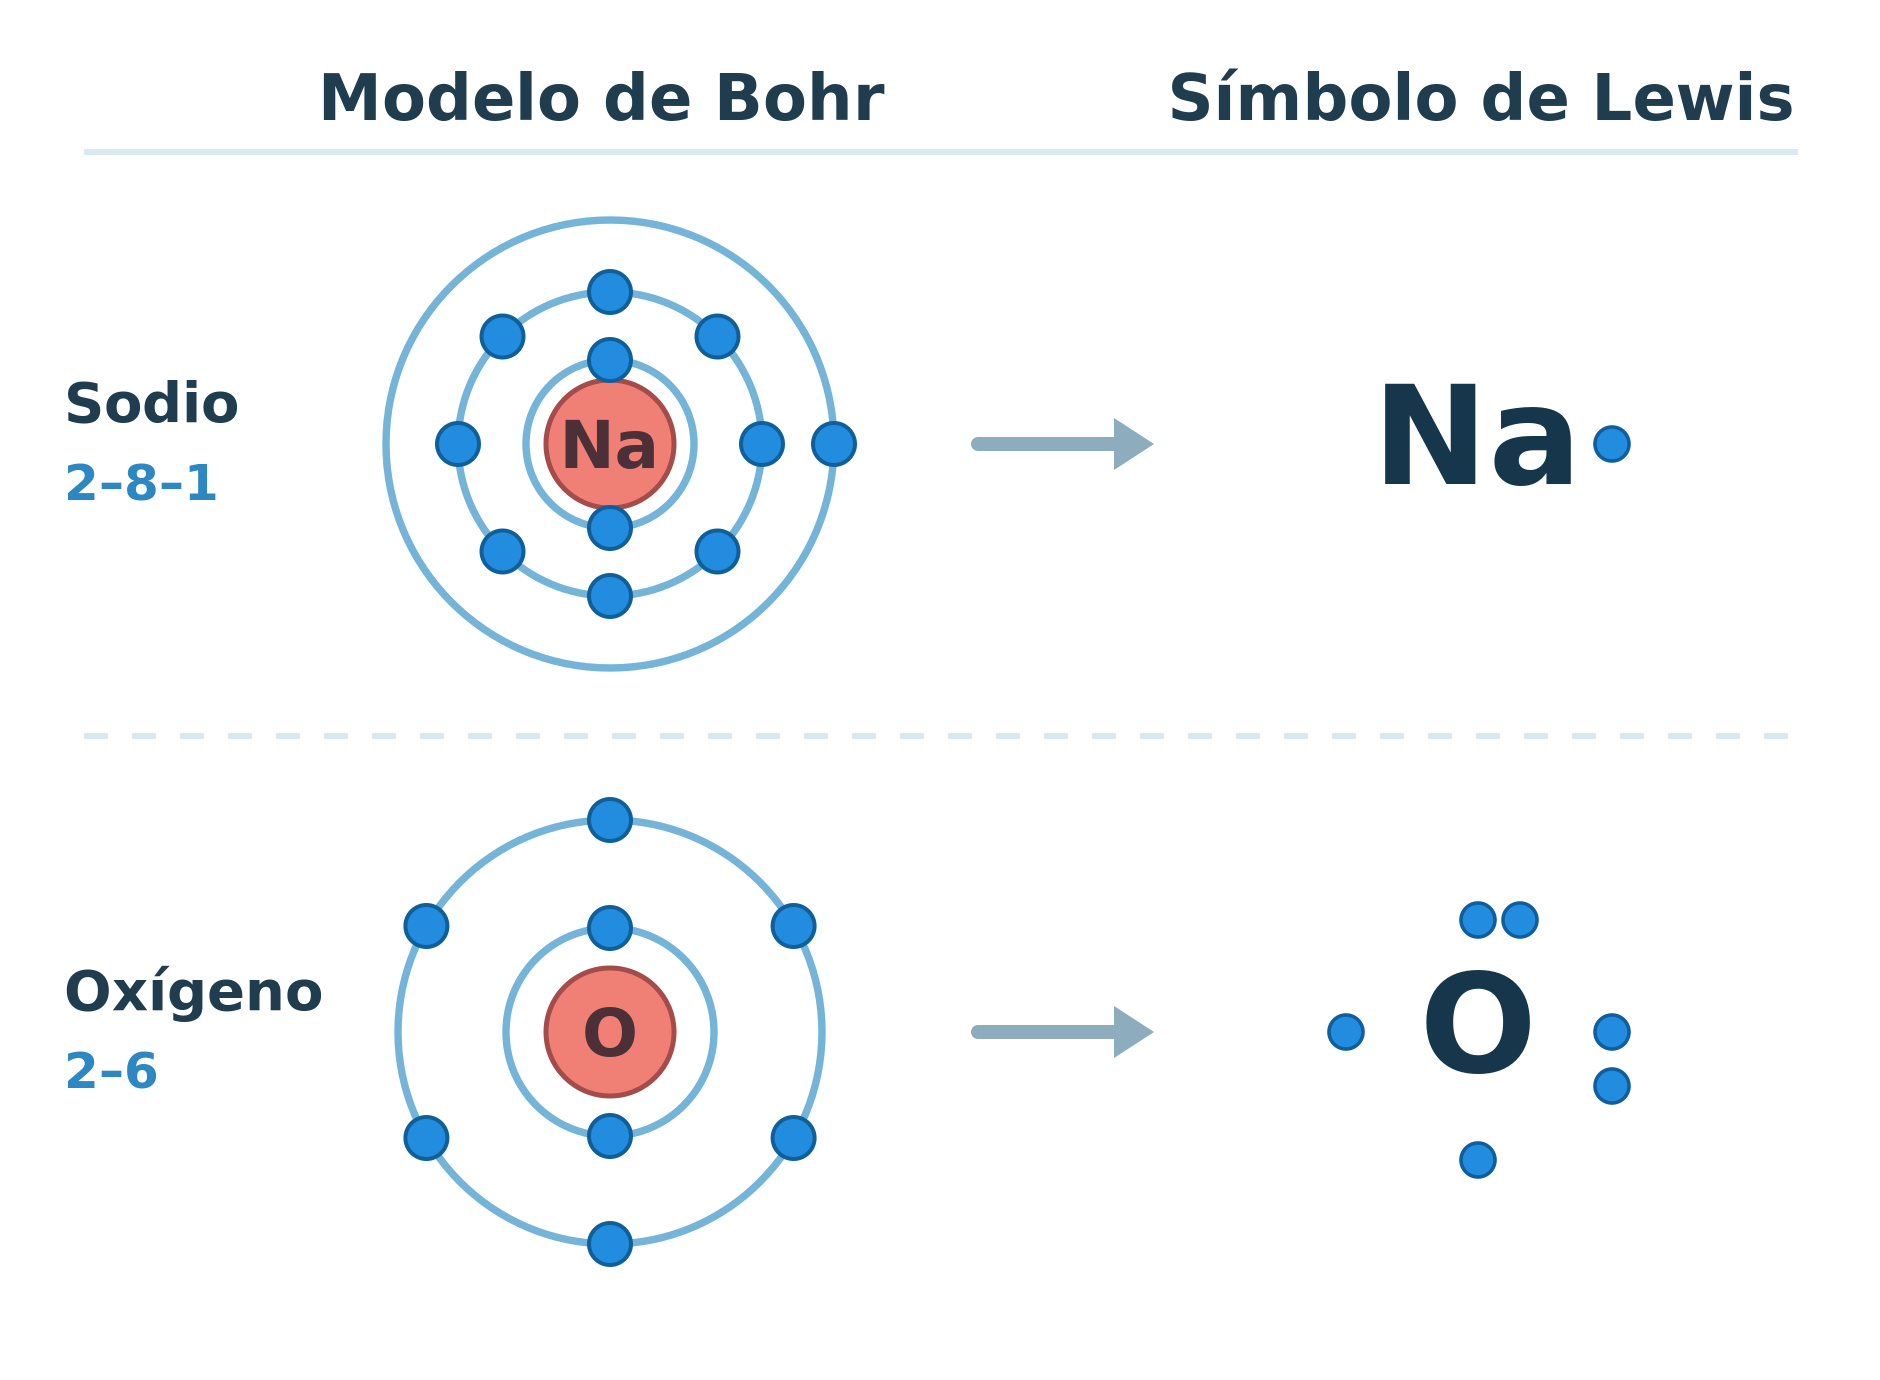 Modelo de Bohr
Símbolo de Lewis
Sodio
2–8–1
Na
Na
Oxígeno
2–6
O
O